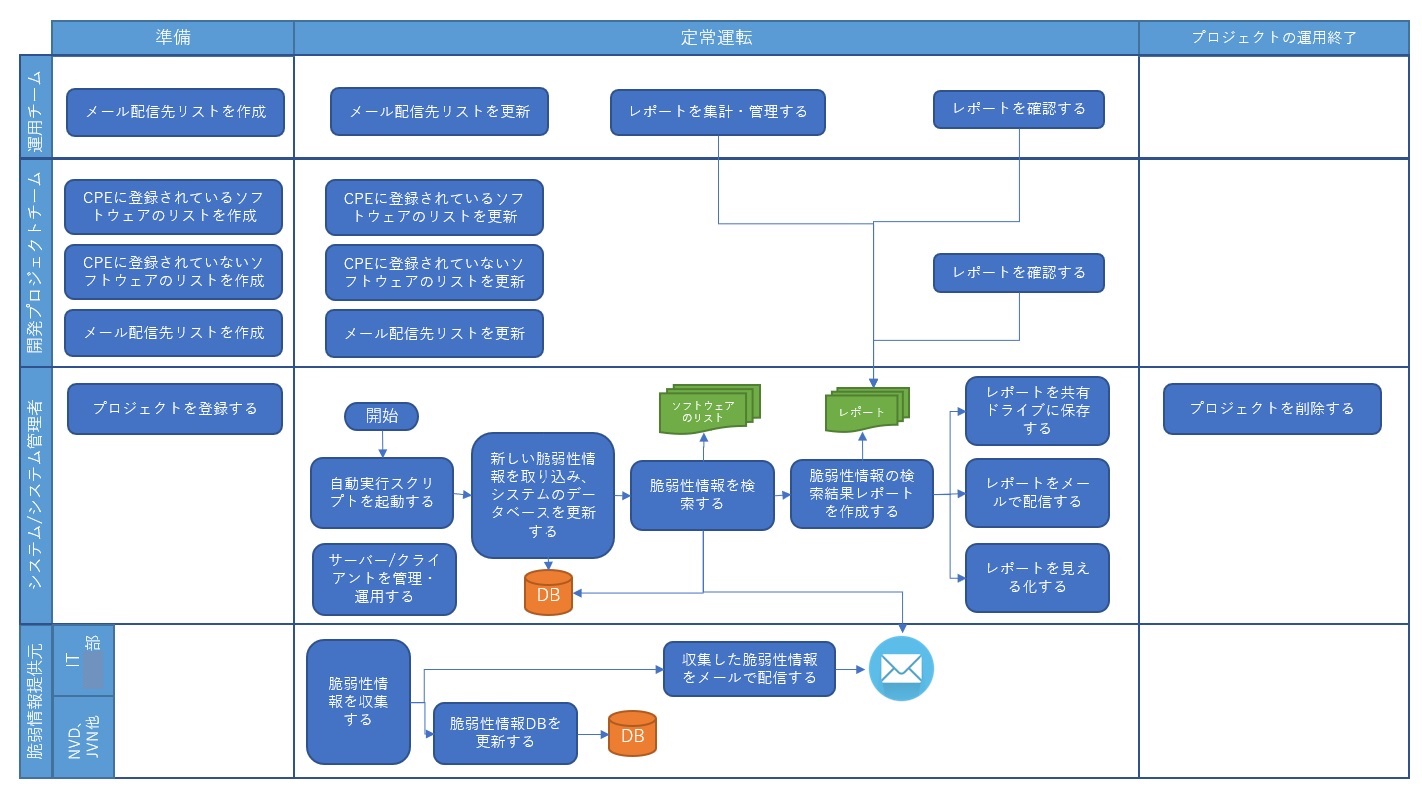 準備
定常運転
プロジェクトの運用終了
運用チーム
メール配信先リストを作成
メール配信先リストを更新
レポートを集計・管理する
レポートを確認する
開発プロジェクトチーム
CPEに登録されているソフ
トウェアのリストを作成
CPEに登録されていないソ
フトウェアのリストを作成
メール配信先リストを作成
CPEに登録されているソフ
トウェアのリストを更新
CPEに登録されていないソ
フトウェアのリストを更新
メール配信先リストを更新
レポートを確認する
システム/システム管理者
プロジェクトを登録する
開始
自動実行スクリ
プトを起動する
サーバー/クライ
アントを管理・
運用する
新しい脆弱性情
報を取り込み、
システムのデー
タベースを更新
する
DB
ソフトウェア
のリスト
脆弱性情報を検
索する
レポート
脆弱性情報の検
索結果レポート
を作成する
レポートを共有
ドライブに保存
する
レポートをメー
ルで配信する
レポートを見え
る化する
プロジェクトを削除する
脆弱情報提供元
IT
部
NVD、
JVN他
脆弱性情
報を収集
する
収集した脆弱性情報
をメールで配信する
脆弱性情報DBを
更新する
DB